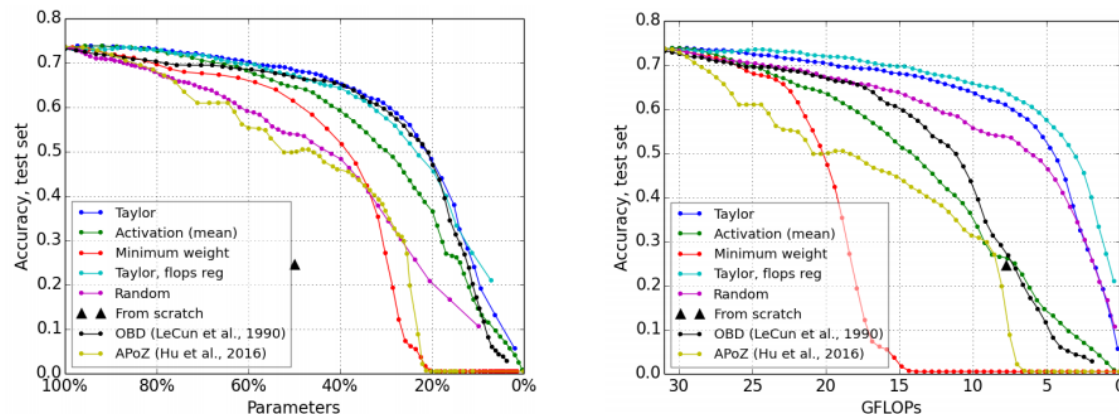 0.8
0.7
0.6
0.5
0.4
0.3
0.2
0.1
0.0
Accuracy, test set
Taylor
Activation (mean)
Minimum weight
Taylor, flops reg
Random
From scratch
OBD (LeCun et al., 1990)
APoZ (Hu et al., 2016)
100% 80% 60% 40% 20% 0%
Parameters
0.8
0.7
0.6
0.5
0.4
0.3
0.2
0.1
0.0
Accuracy, test set
Taylor
Activation (mean)
Minimum weight
Taylor, flops reg
Random
From scratch
OBD (LeCun et al., 1990)
APoZ (Hu et al., 2016)
30 25 20 15 10 5 0
GFLOPs